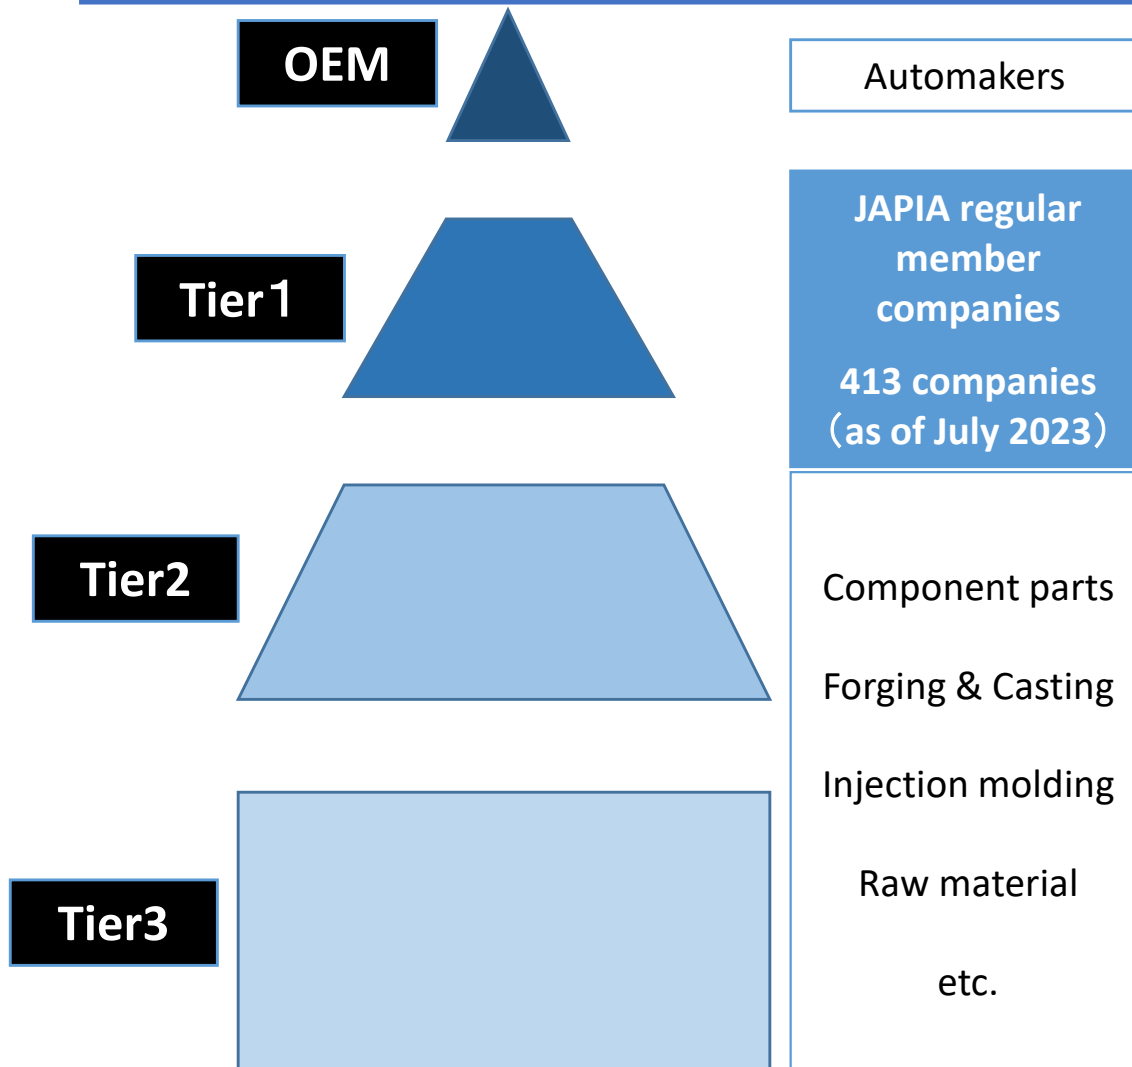 OEM
Automakers
Tier１
JAPIA regular
member
companies
413 companies
（as of July 2023）
Tier2
Component parts
Forging & Casting
Injection molding
Raw material
etc.
Tier3